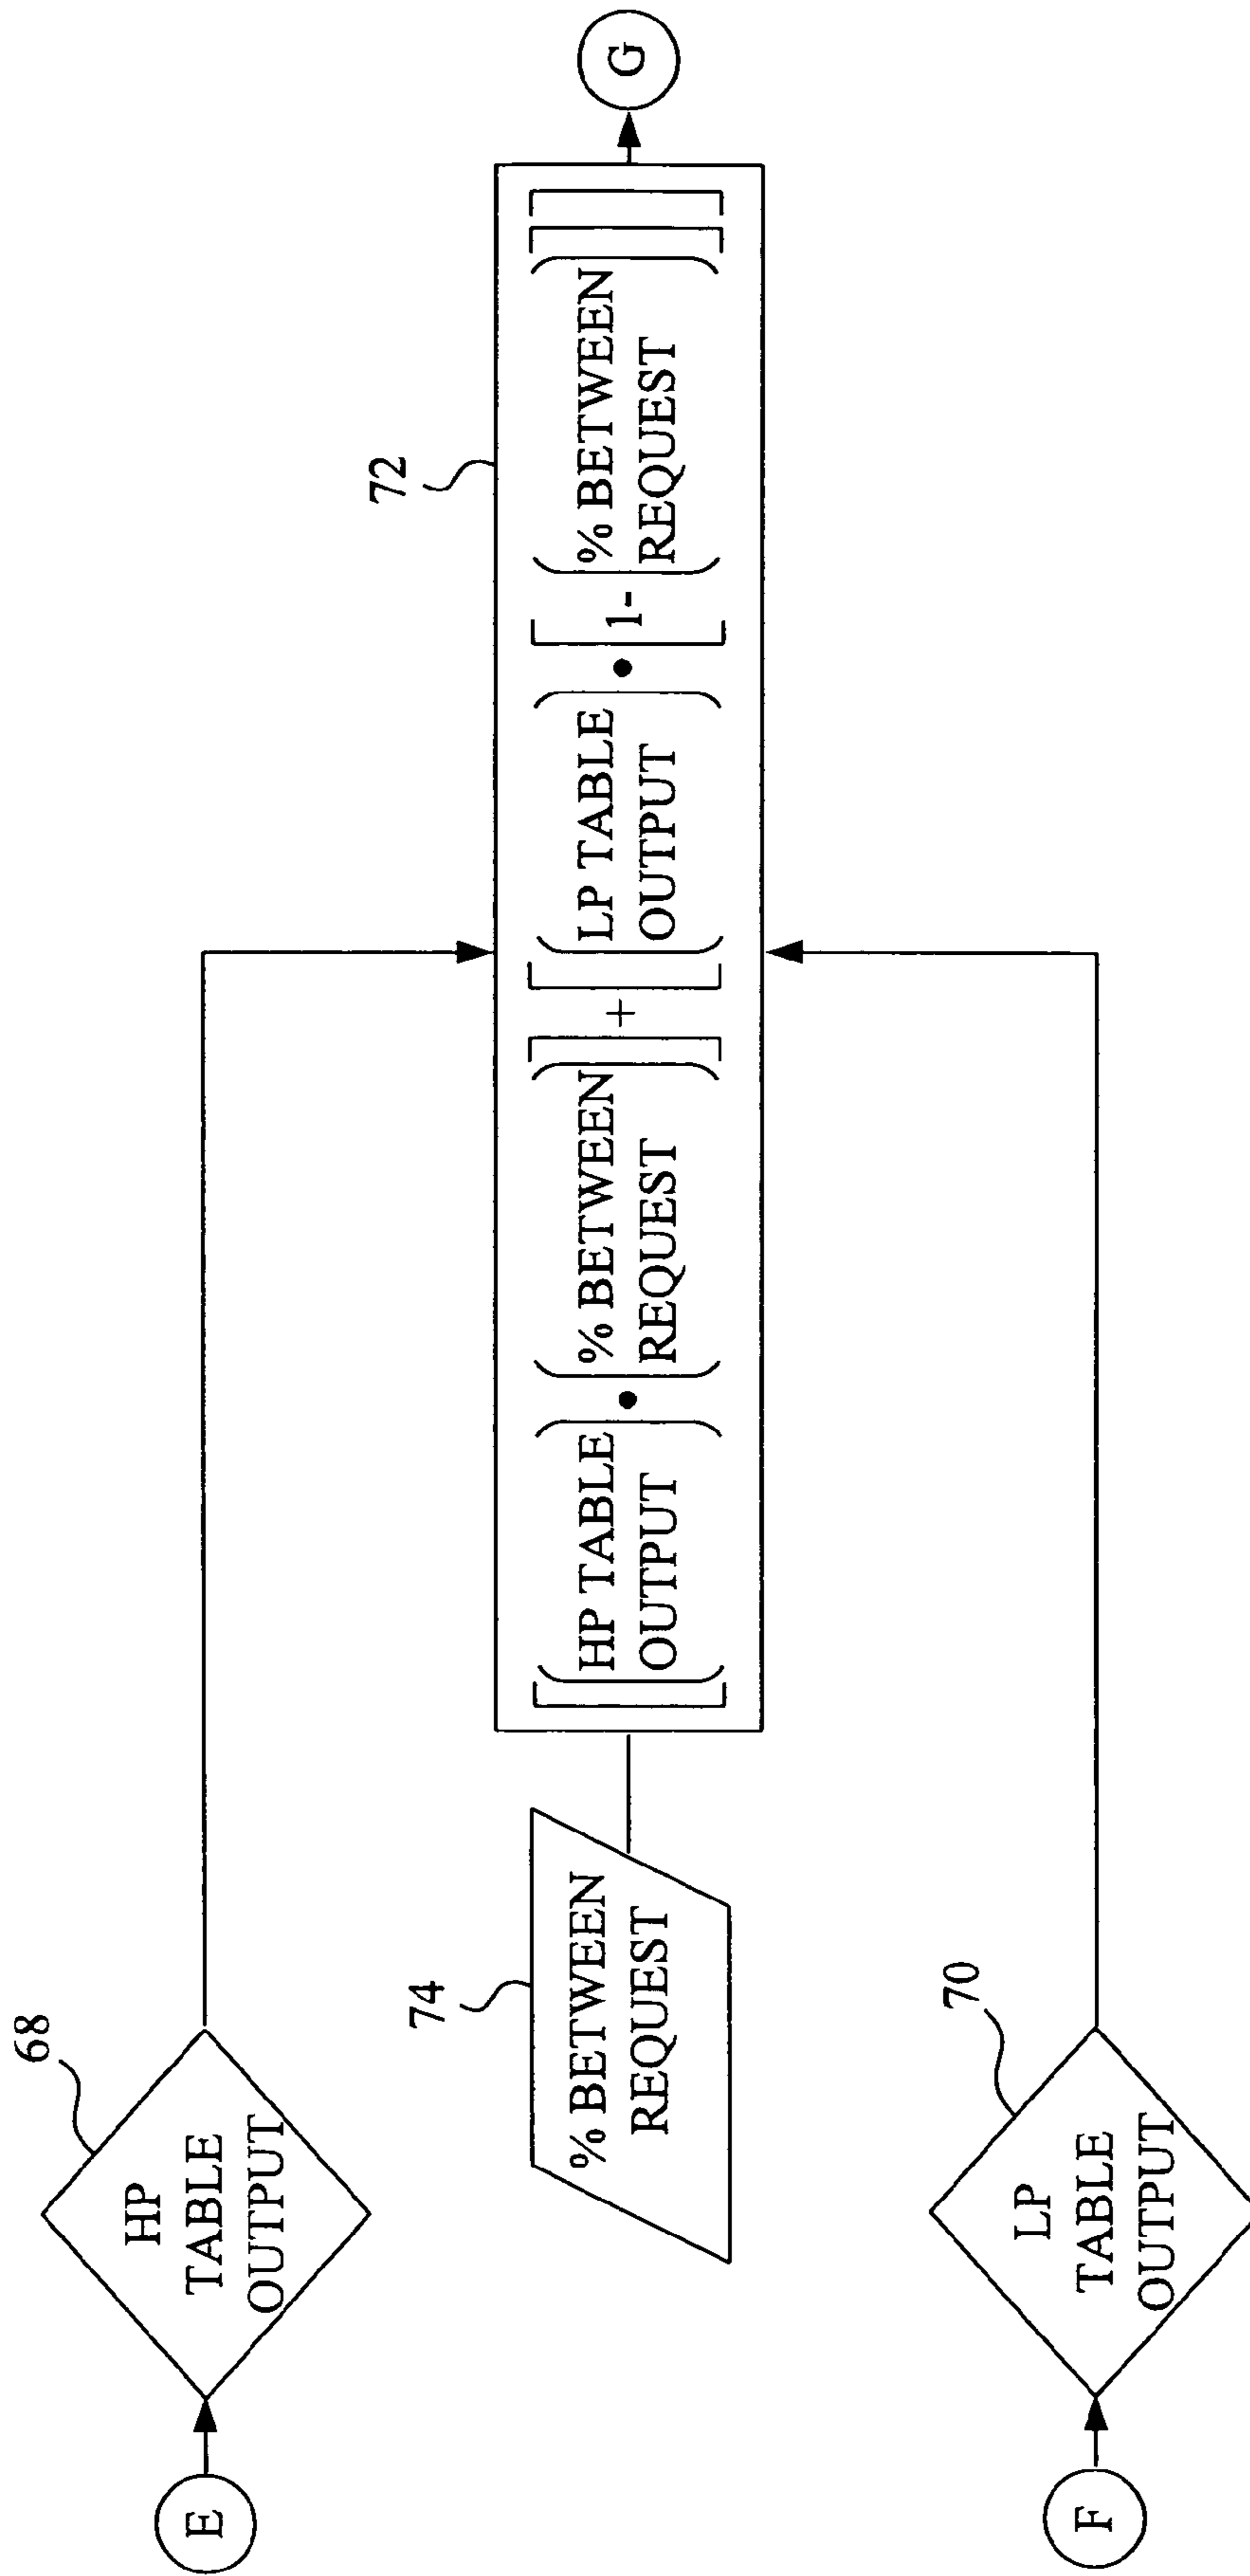 E
HP
TABLE
OUTPUT
68
% BETWEEN
REQUEST
74
[(HP TABLE OUTPUT) • (% BETWEEN REQUEST)] + [(LP TABLE OUTPUT) • [1-(% BETWEEN REQUEST)]]
72
G
F
LP
TABLE
OUTPUT
70